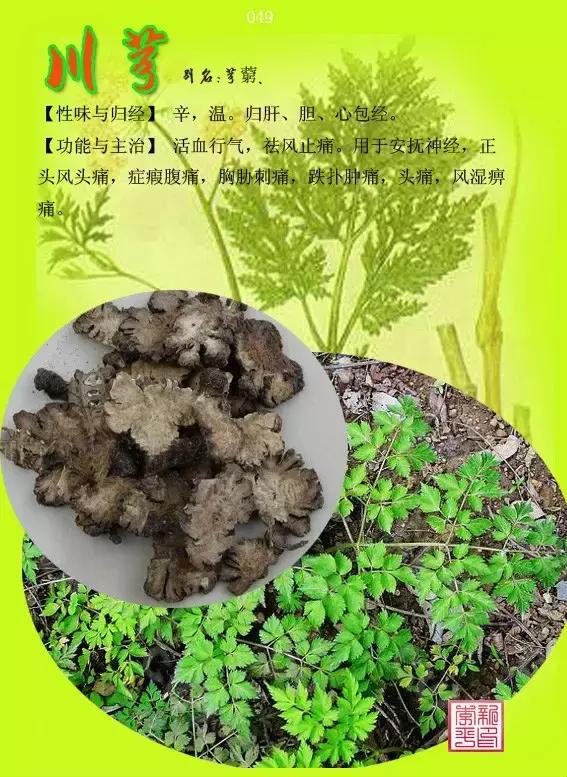 049
川芎
别名:芎藭、
【性味与归经】 辛，温。归肝、胆、心包经。
【功能与主治】 活血行气，祛风止痛。用于安抚神经，正
头风头痛，症瘕腹痛，胸胁刺痛，跌扑肿痛，头痛，风湿痹
痛。